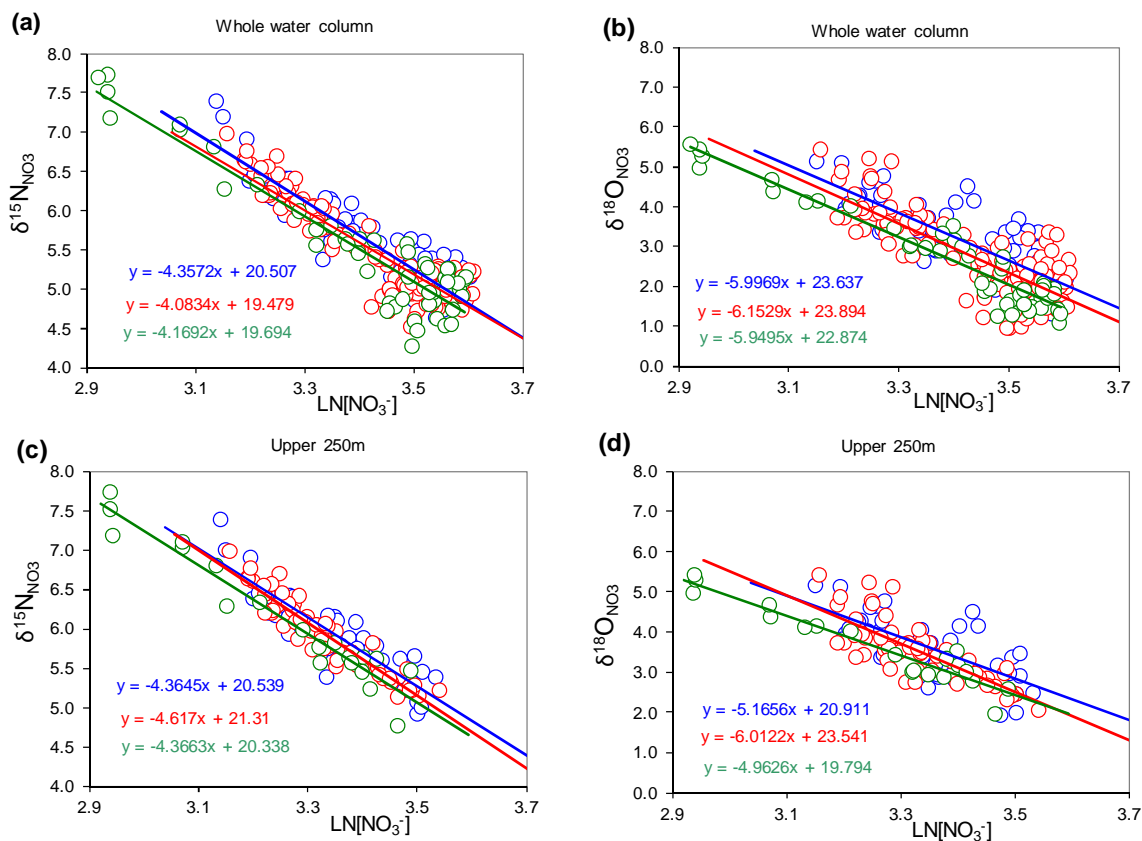 (a)
Whole water column
8.0
7.5
7.0
6.5
6.0
5.5
5.0
4.5
4.0
δ15N NO3
y = -4.3572x + 20.507
y = -4.0834x + 19.479
y = -4.1692x + 19.694
2.9 3.1 3.3 3.5 3.7
LN[NO3-]
(b)
Whole water column
8.0
7.0
6.0
5.0
4.0
3.0
2.0
1.0
0.0
δ18O NO3
y = -5.9969x + 23.637
y = -6.1529x + 23.894
y = -5.9495x + 22.874
2.9 3.1 3.3 3.5 3.7
LN[NO3-]
(c)
Upper 250m
8.0
7.5
7.0
6.5
6.0
5.5
5.0
4.5
4.0
δ15N NO3
y = -4.3645x + 20.539
y = -4.617x + 21.31
y = -4.3663x + 20.338
2.9 3.1 3.3 3.5 3.7
LN[NO3-]
(d)
Upper 250m
8.0
7.0
6.0
5.0
4.0
3.0
2.0
1.0
0.0
δ18O NO3
y = -5.1656x + 20.911
y = -6.0122x + 23.541
y = -4.9626x + 19.794
2.9 3.1 3.3 3.5 3.7
LN[NO3-]